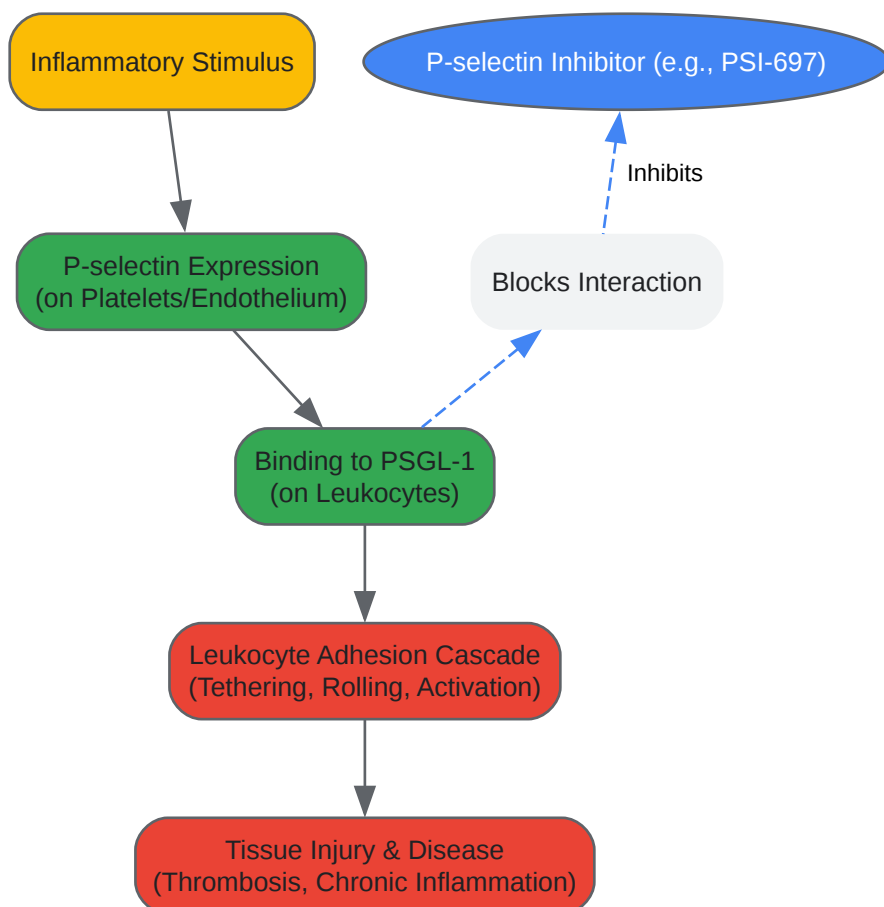 Inflammatory Stimulus
P-selectin Inhibitor (e.g., PSI-697)
Inhibits
P-selectin Expression
(on Platelets/Endothelium)
Blocks Interaction
Binding to PSGL-1
(on Leukocytes)
Leukocyte Adhesion Cascade
(Tethering, Rolling, Activation)
Tissue Injury & Disease
(Thrombosis, Chronic Inflammation)